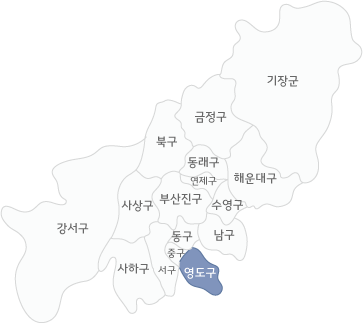 기장군
금정구
북구
동래구
연제구
해운대구
부산진구
사상구
수영구
강서구
동구
남구
중구
사하구
서구
영도구